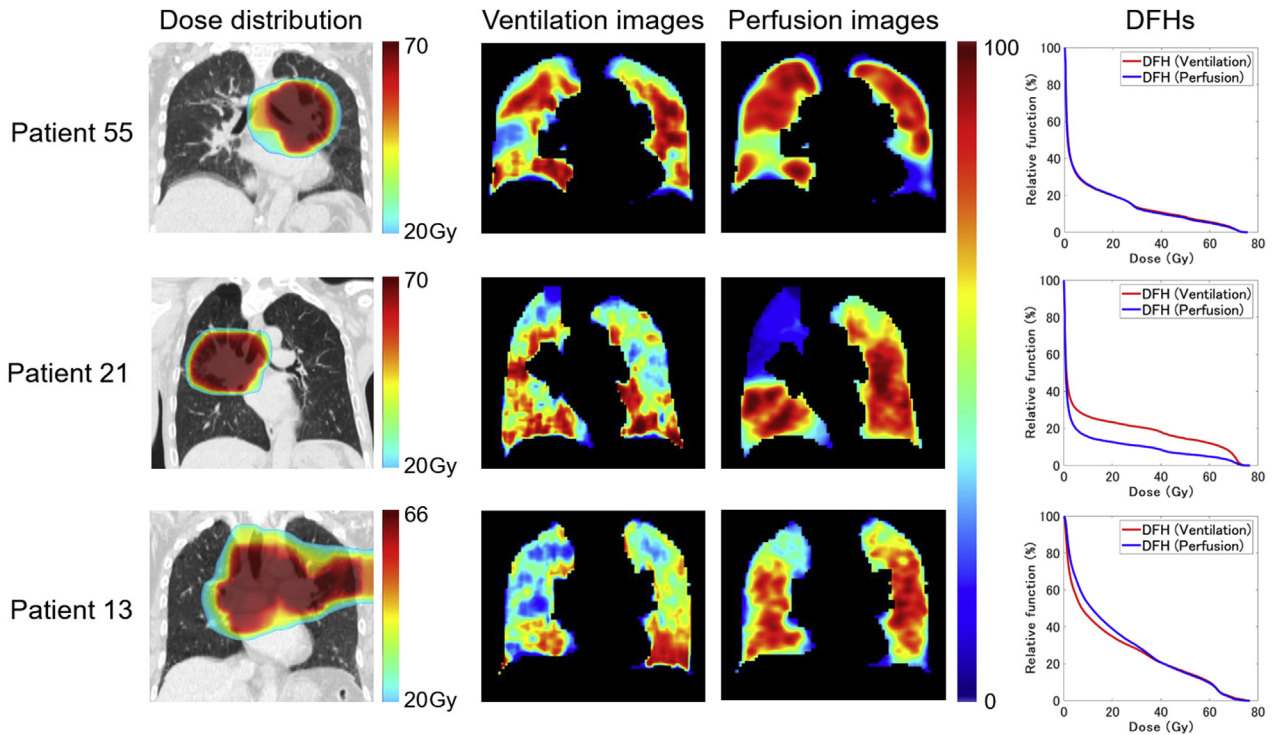 Dose distribution Ventilation images Perfusion images DFHs
Patient 55
70
20Gy
100
0
Relative function (%)
100
80
60
40
20
0
DFH (Ventilation)
DFH (Perfusion)
0 20 40 60 80
Dose (Gy)
Patient 21
70
20Gy
Relative function (%)
100
80
60
40
20
0
DFH (Ventilation)
DFH (Perfusion)
0 20 40 60 80
Dose (Gy)
Patient 13
66
20Gy
Relative function (%)
100
80
60
40
20
0
DFH (Ventilation)
DFH (Perfusion)
0 20 40 60 80
Dose (Gy)